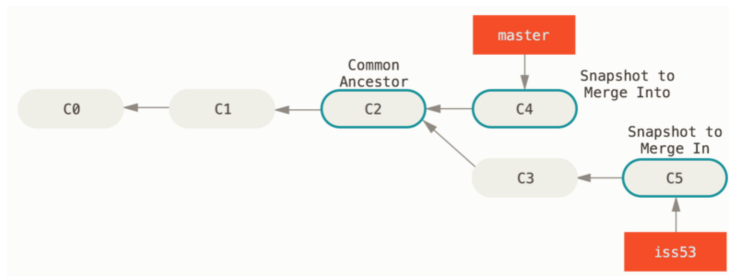 master
Common
Ancestor
Snapshot to
Merge Into
C0
C1
C2
C4
Snapshot to
Merge In
C3
C5
iss53